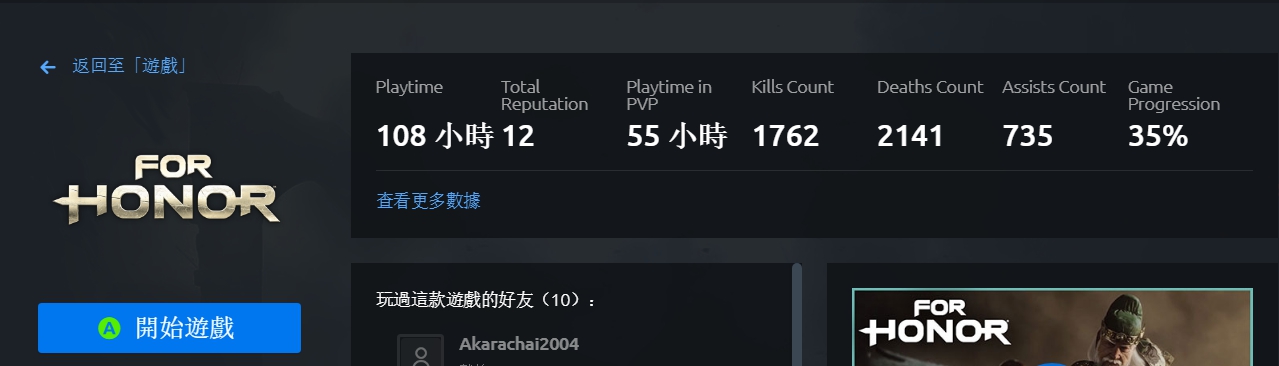 返回至「遊戲」
FOR
HONOR
開始遊戲
Playtime
108 小時
Total
Reputation
12
Playtime in
PVP
55 小時
Kills Count
1762
Deaths Count
2141
Assists Count
735
Game
Progression
35%
查看更多數據
玩過這款遊戲的好友（10）：
Akarachai2004
FOR
HONOR